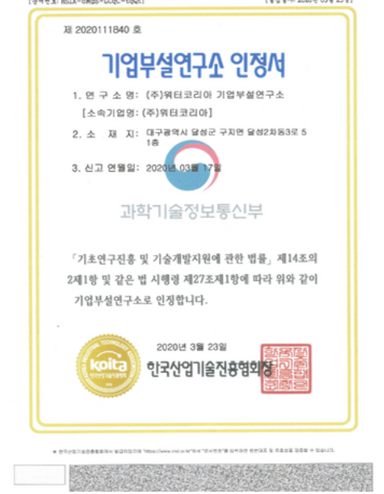 제 2020111840 호
기업부설연구소 인정서
1. 연 구 소 명: (주)워터코리아 기업부설연구소
[소속기업명: (주)워터코리아]
2. 소 재 지: 대구광역시 달성군 구지면 달성2차동3로 5
1층
3. 신고 연월일: 2020년 03월 17일
과학기술정보통신부
「기초연구진흥 및 기술개발지원에 관한 법률」 제14조의
2제1항 및 같은 법 시행령 제27조제1항에 따라 위와 같이
기업부설연구소로 인정합니다.
2020년 3월 23일
koita
한국산업기술진흥협회장